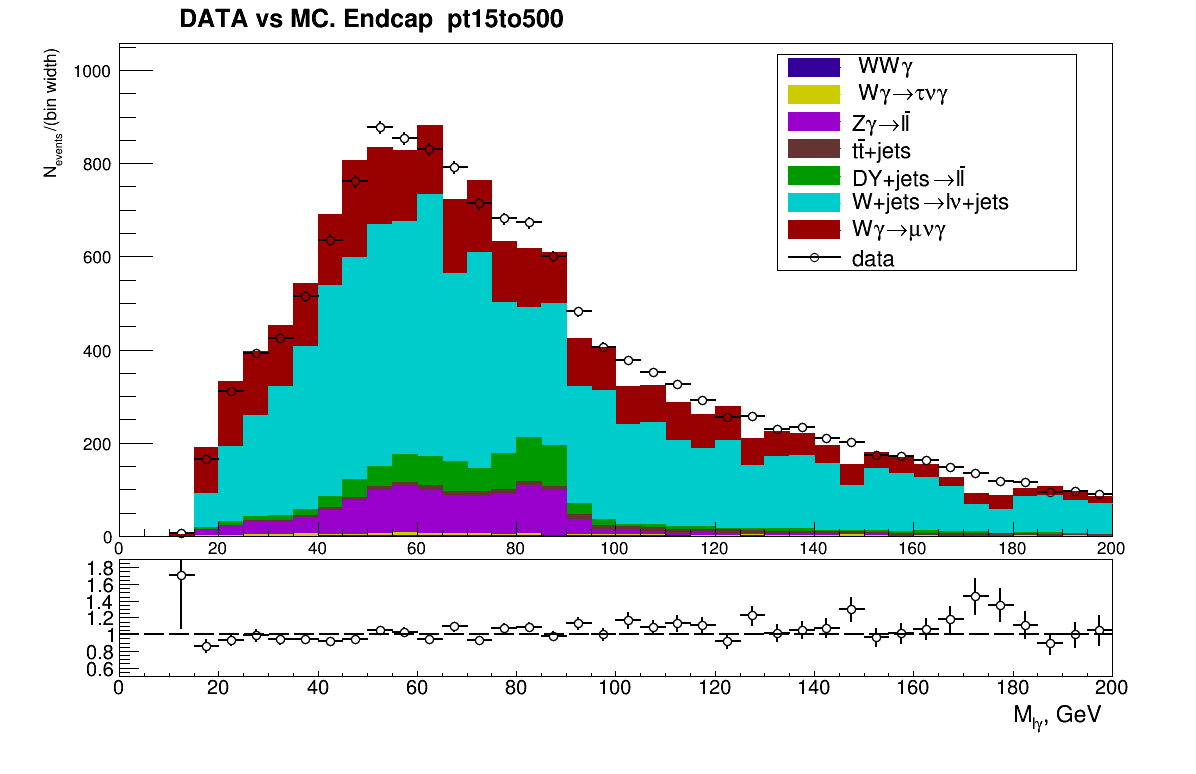 DATA vs MC. Endcap pt15to500
N events /(bin width)
1000
800
600
400
200
0
WWγ
Wγ→τνγ
Zγ→ll̄
tt̄+jets
DY+jets→ll̄
W+jets→lν+jets
Wγ→μνγ
data
0 20 40 60 80 100 120 140 160 180 200
1.8
1.6
1.4
1.2
1
0.8
0.6
0 20 40 60 80 100 120 140 160 180 200
M lγ, GeV